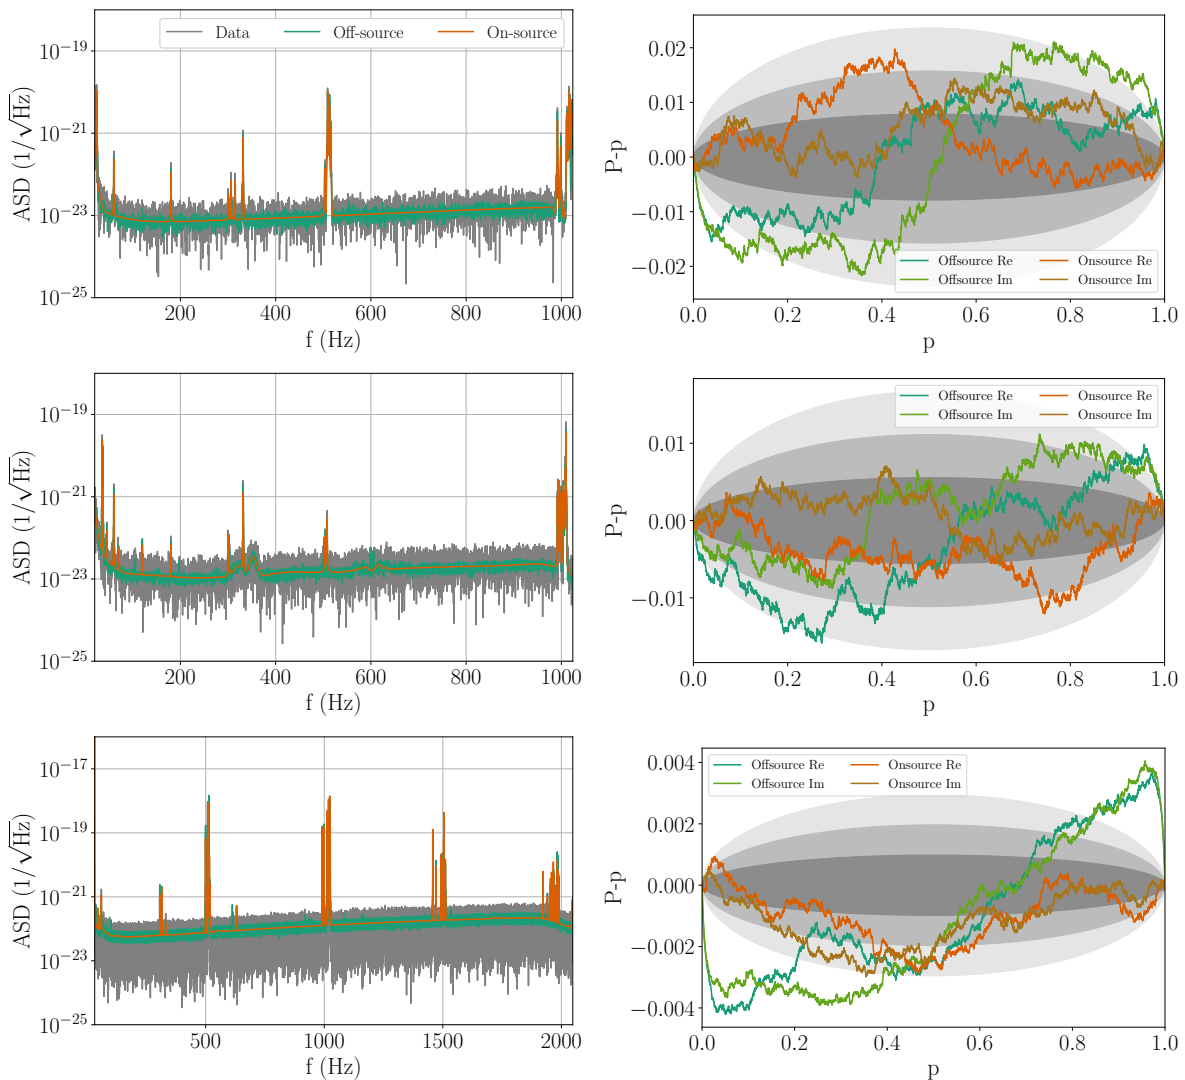 Data Off-source On-source
10⁻¹⁹
10⁻²¹
10⁻²³
10⁻²⁵
ASD (1/√Hz)
200 400 600 800 1000
f (Hz)
0.02
0.01
0.00
−0.01
−0.02
P-p
Offsource Re Onsource Re
Offsource Im Onsource Im
0.0 0.2 0.4 0.6 0.8 1.0
p
10⁻¹⁹
10⁻²¹
10⁻²³
10⁻²⁵
ASD (1/√Hz)
200 400 600 800 1000
f (Hz)
Offsource Re Onsource Re
Offsource Im Onsource Im
0.01
0.00
−0.01
P-p
0.0 0.2 0.4 0.6 0.8 1.0
p
10⁻¹⁷
10⁻¹⁹
10⁻²¹
10⁻²³
10⁻²⁵
ASD (1/√Hz)
500 1000 1500 2000
f (Hz)
Offsource Re Onsource Re
Offsource Im Onsource Im
0.004
0.002
0.000
−0.002
−0.004
P-p
0.0 0.2 0.4 0.6 0.8 1.0
p